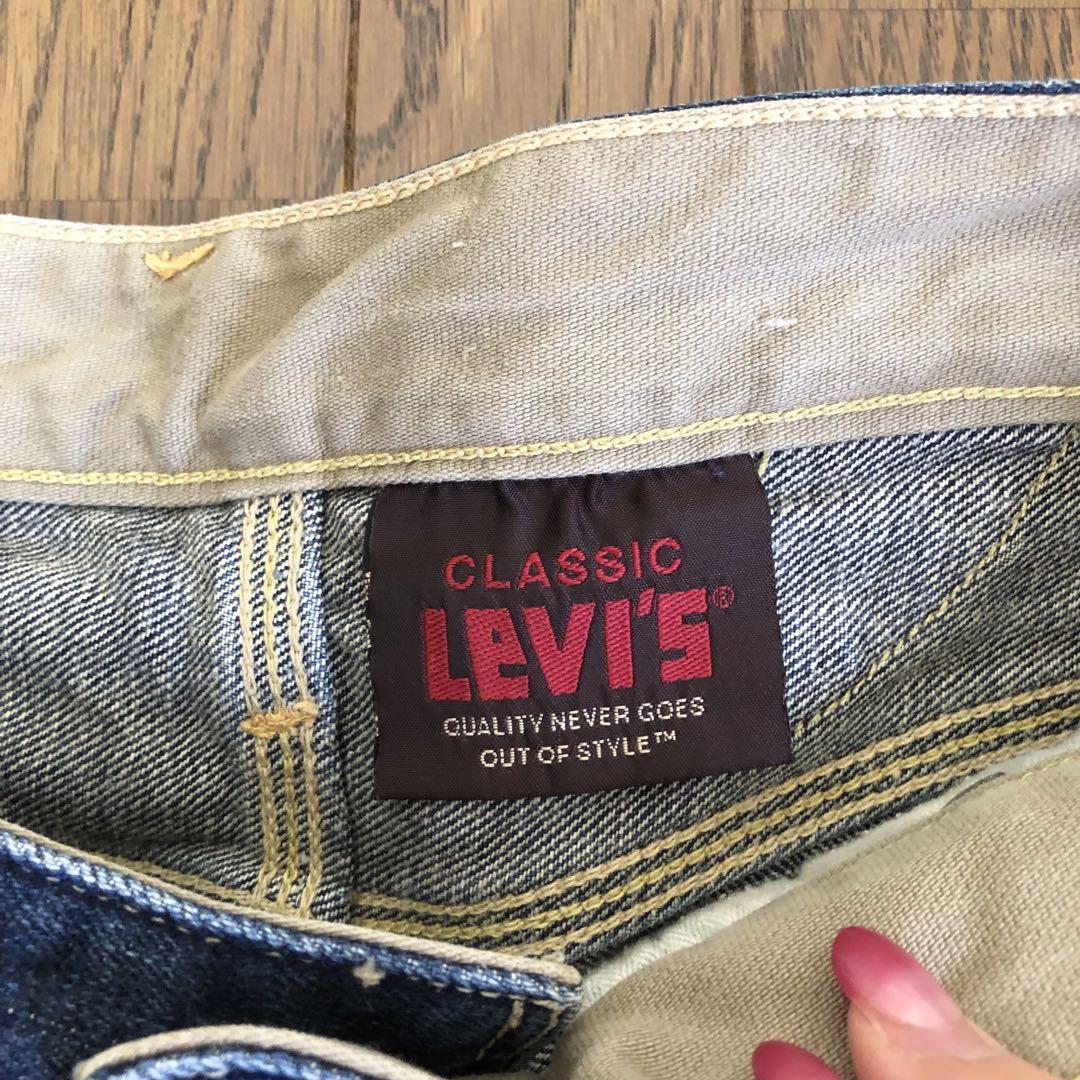 CLASSIC
LEVI'S®
QUALITY NEVER GOES
OUT OF STYLE™